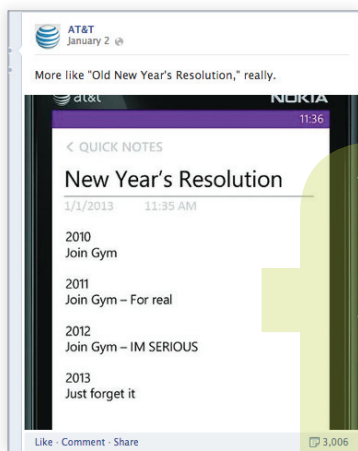 AT&T
January 2
More like "Old New Year's Resolution," really.
at&t NOKIA
11:36
< QUICK NOTES
New Year's Resolution
1/1/2013 11:35 AM
2010
Join Gym
2011
Join Gym – For real
2012
Join Gym – IM SERIOUS
2013
Just forget it
Like · Comment · Share 3,006